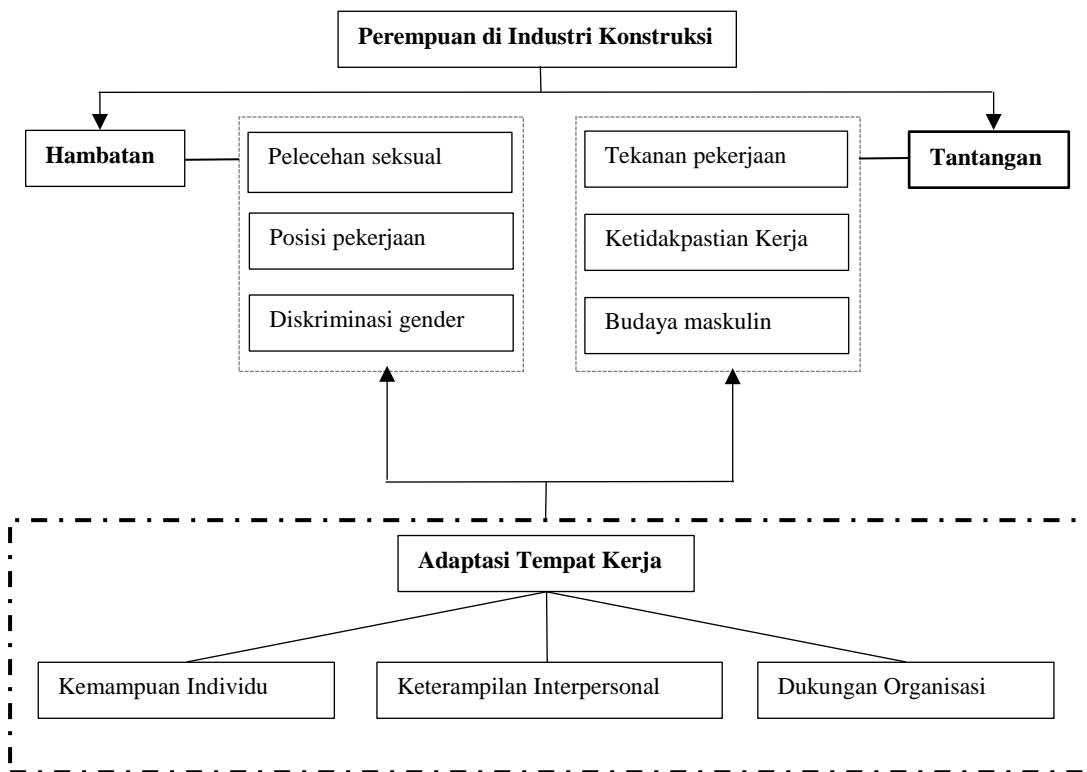 Perempuan di Industri Konstruksi
Hambatan
Pelecehan seksual
Posisi pekerjaan
Diskriminasi gender
Tekanan pekerjaan
Ketidakpastian Kerja
Budaya maskulin
Tantangan
Adaptasi Tempat Kerja
Kemampuan Individu
Keterampilan Interpersonal
Dukungan Organisasi